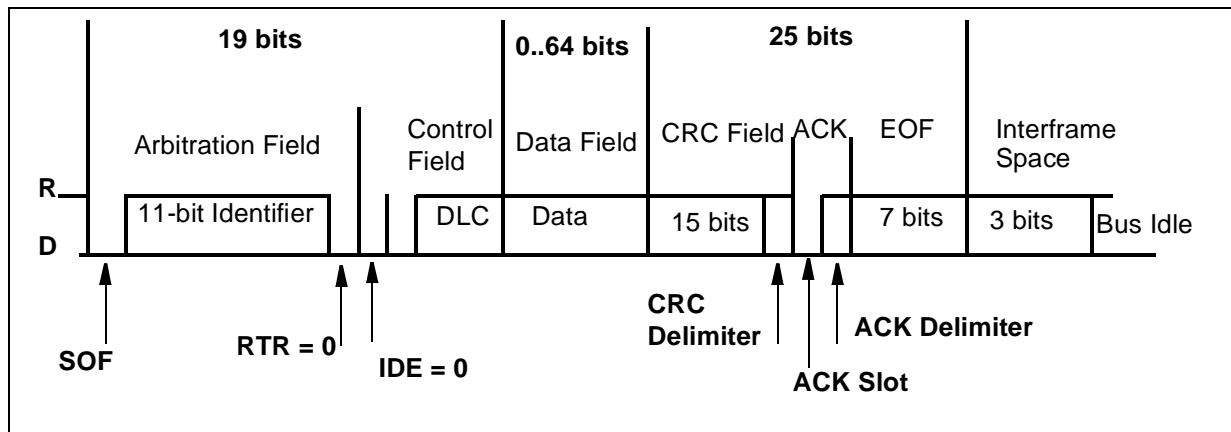 19 bits
0..64 bits
25 bits
Arbitration Field
Control
Field
Data Field
CRC Field
ACK
EOF
Interframe
Space
R
11-bit Identifier
DLC
Data
15 bits
7 bits
3 bits
Bus Idle
D
SOF
RTR = 0
IDE = 0
CRC
Delimiter
ACK Slot
ACK Delimiter